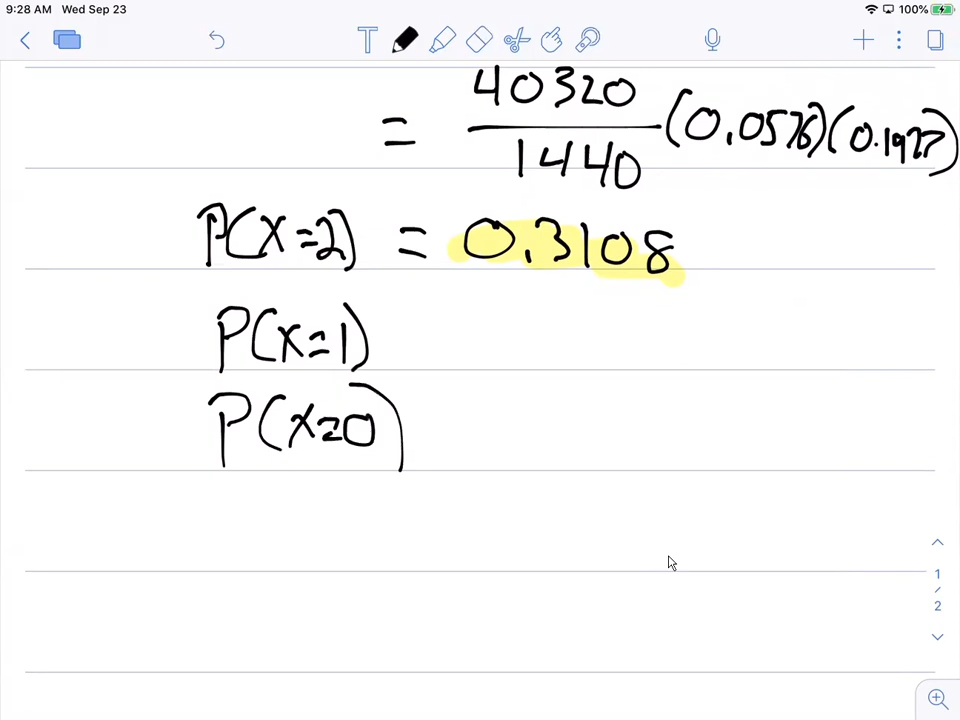 9:28 AM Wed Sep 23 100%
= 40320/1440 (0.0576)(0.1927)
P(X=2) = 0.3108
P(X=1)
P(X=0)
1
/
2